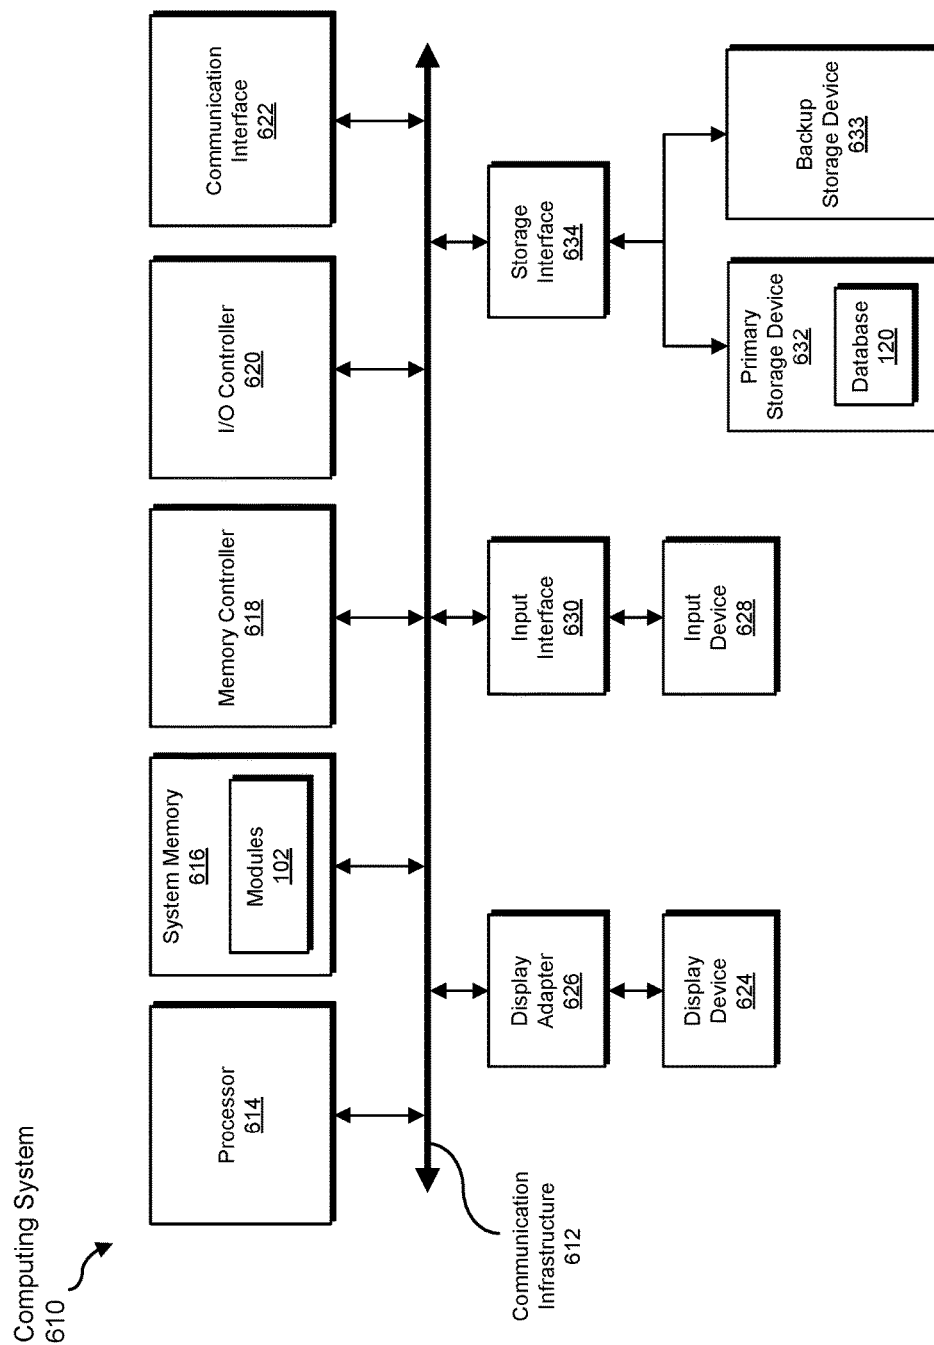 Computing System
610
Processor
614
System Memory
616
Modules
102
Memory Controller
618
I/O Controller
620
Communication
Interface
622
Communication
Infrastructure
612
Display
Adapter
626
Input
Interface
630
Storage
Interface
634
Display
Device
624
Input
Device
628
Primary
Storage Device
632
Database
120
Backup
Storage Device
633